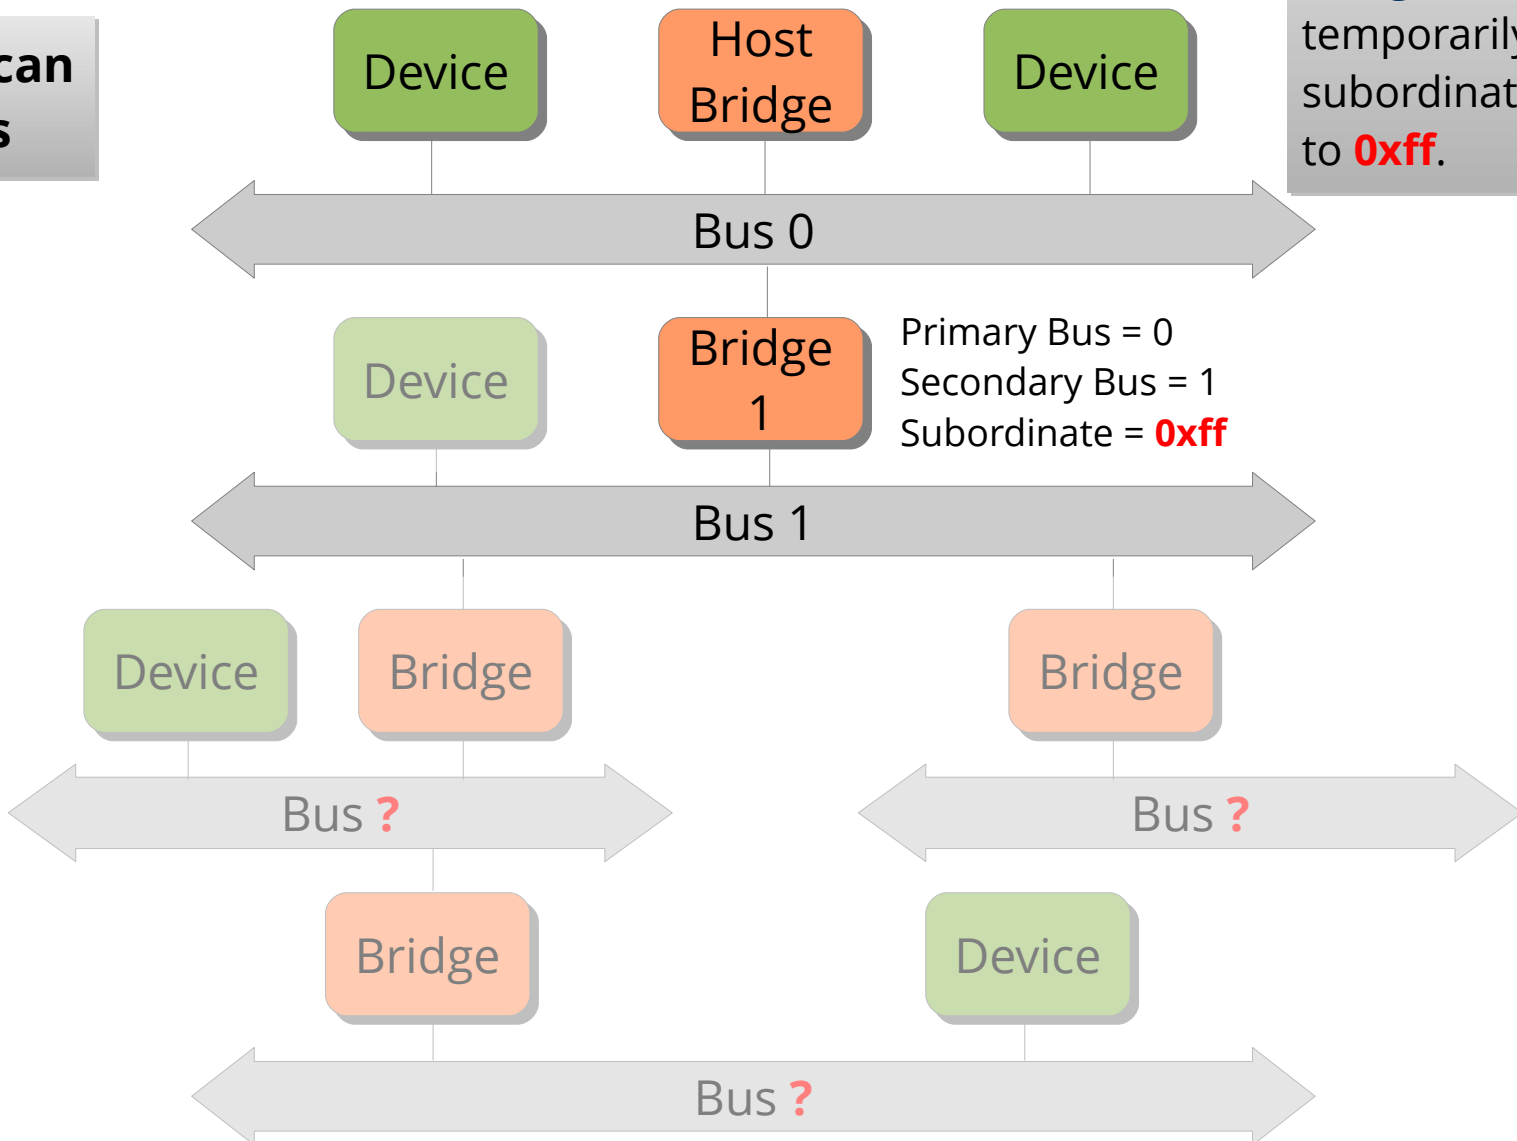 can
s
Device
Host
Bridge
Device
temporarily
subordinat
to 0xff.
Bus 0
Device
Bridge
1
Primary Bus = 0
Secondary Bus = 1
Subordinate = 0xff
Bus 1
Device
Bridge
Bridge
Bus ?
Bus ?
Bridge
Device
Bus ?